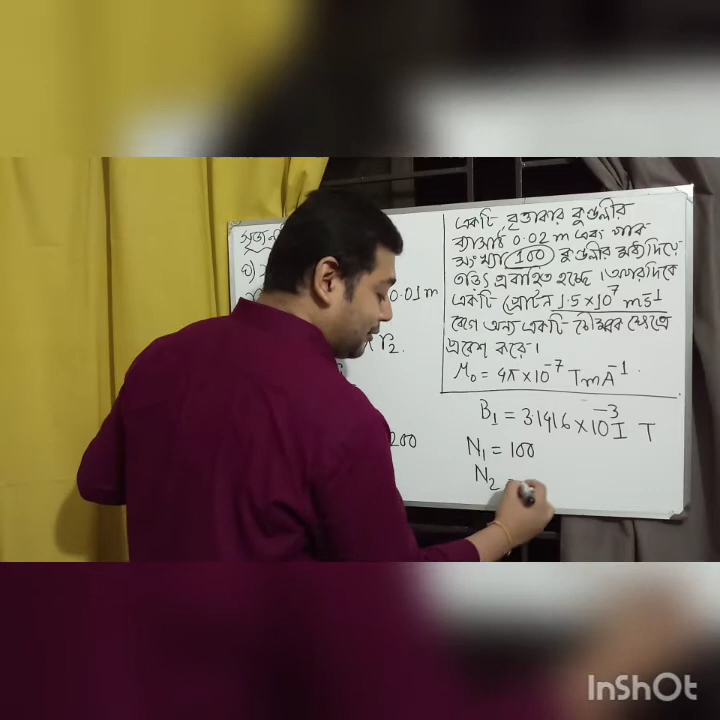 সৃজনশীল
একটি বৃত্তাকার কুণ্ডলীর
ব্যাসার্ধ 0.02 m এবং পাক
সংখ্যা 100 কুণ্ডলীর মধ্যদিয়ে
তড়িৎ প্রবাহিত হচ্ছে। অপরদিকে
একটি প্রোটন 1.5 × 10⁷ ms⁻¹
বেগে অন্য একটি চৌম্বক ক্ষেত্রে
প্রবেশ করে।
μ₀ = 4π × 10⁻⁷ TmA⁻¹.
0.01 m
r₂.
200
B₁ = 3.1416 × 10⁻³ I T
N₁ = 100
N₂ =
InShOt